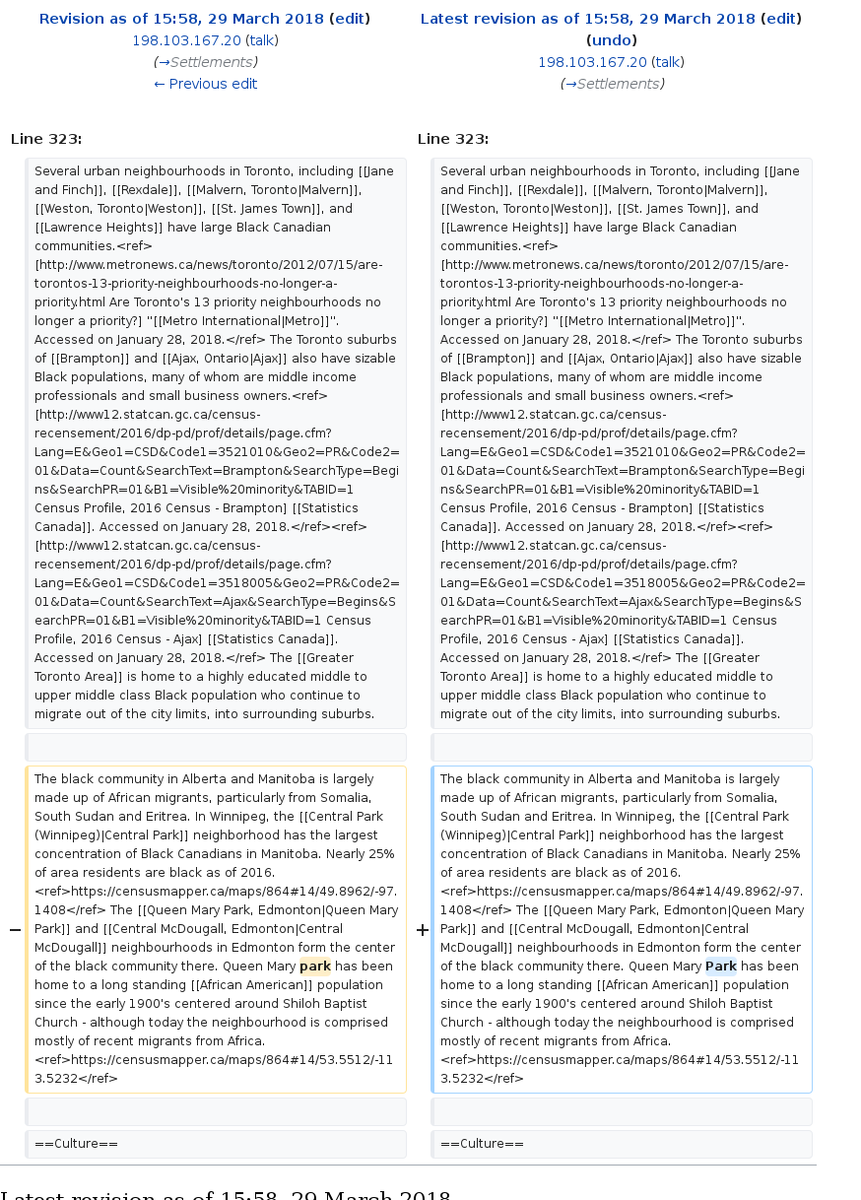 Revision as of 15:58, 29 March 2018 (edit)
198.103.167.20 (talk)
(→Settlements)
← Previous edit
Latest revision as of 15:58, 29 March 2018 (edit)
(undo)
198.103.167.20 (talk)
(→Settlements)
Line 323:
Several urban neighbourhoods in Toronto, including [[Jane
and Finch]], [[Rexdale]], [[Malvern, Toronto|Malvern]],
[[Weston, Toronto|Weston]], [[St. James Town]], and
[[Lawrence Heights]] have large Black Canadian
communities.<ref>
[http://www.metronews.ca/news/toronto/2012/07/15/are-
torontos-13-priority-neighbourhoods-no-longer-a-
priority.html Are Toronto's 13 priority neighbourhoods no
longer a priority?] "[[Metro International|Metro]]".
Accessed on January 28, 2018.</ref> The Toronto suburbs
of [[Brampton]] and [[Ajax, Ontario|Ajax]] also have sizable
Black populations, many of whom are middle income
professionals and small business owners.<ref>
[http://www12.statcan.gc.ca/census-
recensement/2016/dp-pd/prof/details/page.cfm?
Lang=E&Geo1=CSD&Code1=3521010&Geo2=PR&Code2=
01&Data=Count&SearchText=Brampton&SearchType=Begi
ns&SearchPR=01&B1=Visible%20minority&TABID=1
Census Profile, 2016 Census - Brampton] [[Statistics
Canada]]. Accessed on January 28, 2018.</ref><ref>
[http://www12.statcan.gc.ca/census-
recensement/2016/dp-pd/prof/details/page.cfm?
Lang=E&Geo1=CSD&Code1=3518005&Geo2=PR&Code2=
01&Data=Count&SearchText=Ajax&SearchType=Begins&S
earchPR=01&B1=Visible%20minority&TABID=1 Census
Profile, 2016 Census - Ajax] [[Statistics Canada]].
Accessed on January 28, 2018.</ref> The [[Greater
Toronto Area]] is home to a highly educated middle to
upper middle class Black population who continue to
migrate out of the city limits, into surrounding suburbs.
− The black community in Alberta and Manitoba is largely
made up of African migrants, particularly from Somalia,
South Sudan and Eritrea. In Winnipeg, the [[Central Park
(Winnipeg)|Central Park]] neighborhood has the largest
concentration of Black Canadians in Manitoba. Nearly 25%
of area residents are black as of 2016.
<ref>https://censusmapper.ca/maps/864#14/49.8962/-97.
1408</ref> The [[Queen Mary Park, Edmonton|Queen Mary
Park]] and [[Central McDougall, Edmonton|Central
McDougall]] neighbourhoods in Edmonton form the center
of the black community there. Queen Mary park has been
home to a long standing [[African American]] population
since the early 1900's centered around Shiloh Baptist
Church - although today the neighbourhood is comprised
mostly of recent migrants from Africa.
<ref>https://censusmapper.ca/maps/864#14/53.5512/-11
3.5232</ref>
==Culture==
Line 323:
Several urban neighbourhoods in Toronto, including [[Jane
and Finch]], [[Rexdale]], [[Malvern, Toronto|Malvern]],
[[Weston, Toronto|Weston]], [[St. James Town]], and
[[Lawrence Heights]] have large Black Canadian
communities.<ref>
[http://www.metronews.ca/news/toronto/2012/07/15/are-
torontos-13-priority-neighbourhoods-no-longer-a-
priority.html Are Toronto's 13 priority neighbourhoods no
longer a priority?] "[[Metro International|Metro]]".
Accessed on January 28, 2018.</ref> The Toronto suburbs
of [[Brampton]] and [[Ajax, Ontario|Ajax]] also have sizable
Black populations, many of whom are middle income
professionals and small business owners.<ref>
[http://www12.statcan.gc.ca/census-
recensement/2016/dp-pd/prof/details/page.cfm?
Lang=E&Geo1=CSD&Code1=3521010&Geo2=PR&Code2=
01&Data=Count&SearchText=Brampton&SearchType=Begi
ns&SearchPR=01&B1=Visible%20minority&TABID=1
Census Profile, 2016 Census - Brampton] [[Statistics
Canada]]. Accessed on January 28, 2018.</ref><ref>
[http://www12.statcan.gc.ca/census-
recensement/2016/dp-pd/prof/details/page.cfm?
Lang=E&Geo1=CSD&Code1=3518005&Geo2=PR&Code2=
01&Data=Count&SearchText=Ajax&SearchType=Begins&S
earchPR=01&B1=Visible%20minority&TABID=1 Census
Profile, 2016 Census - Ajax] [[Statistics Canada]].
Accessed on January 28, 2018.</ref> The [[Greater
Toronto Area]] is home to a highly educated middle to
upper middle class Black population who continue to
migrate out of the city limits, into surrounding suburbs.
+ The black community in Alberta and Manitoba is largely
made up of African migrants, particularly from Somalia,
South Sudan and Eritrea. In Winnipeg, the [[Central Park
(Winnipeg)|Central Park]] neighborhood has the largest
concentration of Black Canadians in Manitoba. Nearly 25%
of area residents are black as of 2016.
<ref>https://censusmapper.ca/maps/864#14/49.8962/-97.
1408</ref> The [[Queen Mary Park, Edmonton|Queen Mary
Park]] and [[Central McDougall, Edmonton|Central
McDougall]] neighbourhoods in Edmonton form the center
of the black community there. Queen Mary Park has been
home to a long standing [[African American]] population
since the early 1900's centered around Shiloh Baptist
Church - although today the neighbourhood is comprised
mostly of recent migrants from Africa.
<ref>https://censusmapper.ca/maps/864#14/53.5512/-11
3.5232</ref>
==Culture==
Latest revision as of 15:58, 29 March 2018